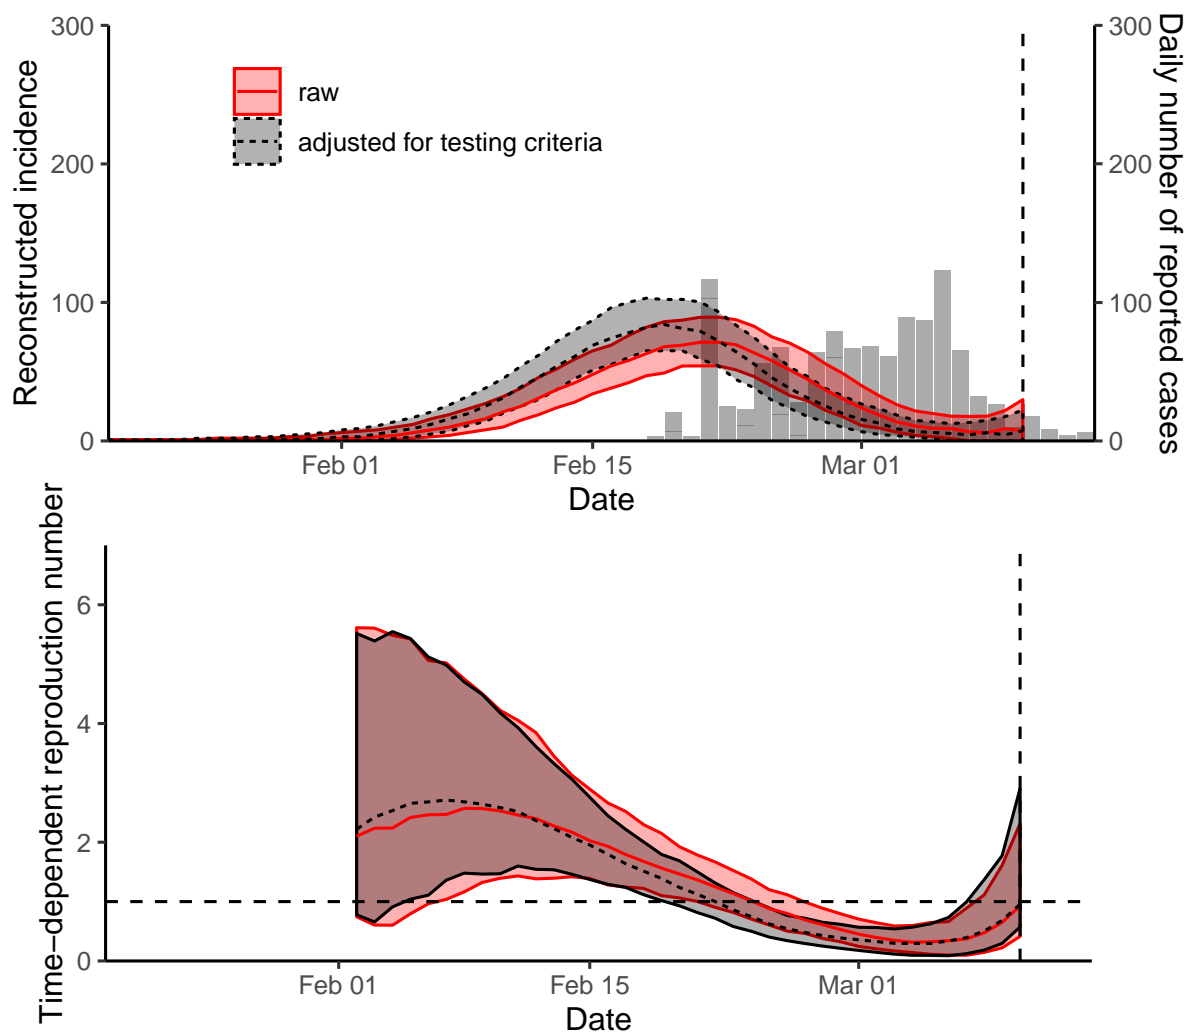 Reconstructed incidence
300
200
100
0
raw
adjusted for testing criteria
300
200
100
0
Daily number of reported cases
Feb 01
Feb 15
Mar 01
Date
Time−dependent reproduction number
6
4
2
0
Feb 01
Feb 15
Mar 01
Date